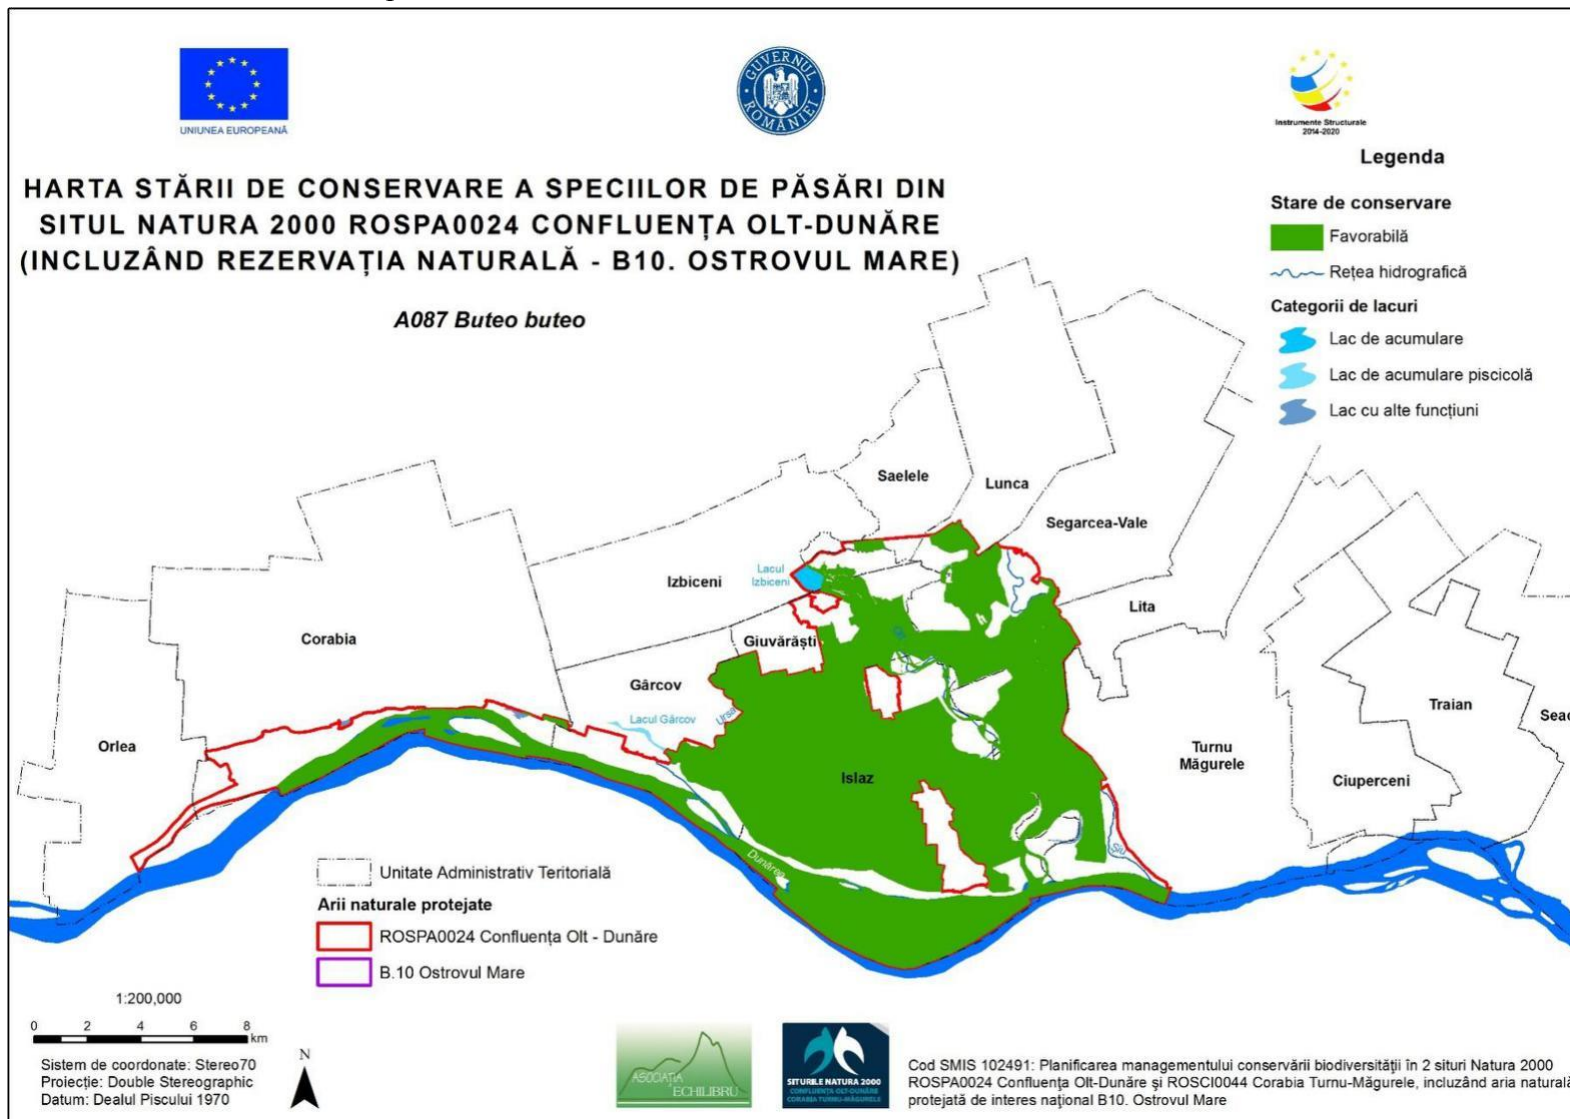 UNIUNEA EUROPEANĂ
GUVERNUL ROMÂNIEI
Instrumente Structurale
2014-2020
HARTA STĂRII DE CONSERVARE A SPECIILOR DE PĂSĂRI DIN
SITUL NATURA 2000 ROSPA0024 CONFLUENȚA OLT-DUNĂRE
(INCLUZÂND REZERVAȚIA NATURALĂ - B10. OSTROVUL MARE)
A087 Buteo buteo
Legenda
Stare de conservare
Favorabilă
Rețea hidrografică
Categorii de lacuri
Lac de acumulare
Lac de acumulare piscicolă
Lac cu alte funcțiuni
Saelele
Lunca
Segarcea-Vale
Izbiceni
Lacul
Izbiceni
Lita
Corabia
Giuvărăști
Olt
Gârcov
Lacul Gârcov
Ursa
Orlea
Islaz
Turnu
Măgurele
Traian
Seac
Ciuperceni
Siu
Dunărea
Unitate Administrativ Teritorială
Arii naturale protejate
ROSPA0024 Confluența Olt - Dunăre
B.10 Ostrovul Mare
1:200,000
0 2 4 6 8
km
Sistem de coordonate: Stereo70
Proiecție: Double Stereographic
Datum: Dealul Piscului 1970
N
ASOCIAȚIA
ECHILIBRU
SITURILE NATURA 2000
CONFLUENȚA OLT-DUNĂRE
CORABIA TURNU-MĂGURELE
Cod SMIS 102491: Planificarea managementului conservării biodiversității în 2 situri Natura 2000
ROSPA0024 Confluența Olt-Dunăre și ROSCI0044 Corabia Turnu-Măgurele, incluzând aria naturală
protejată de interes național B10. Ostrovul Mare